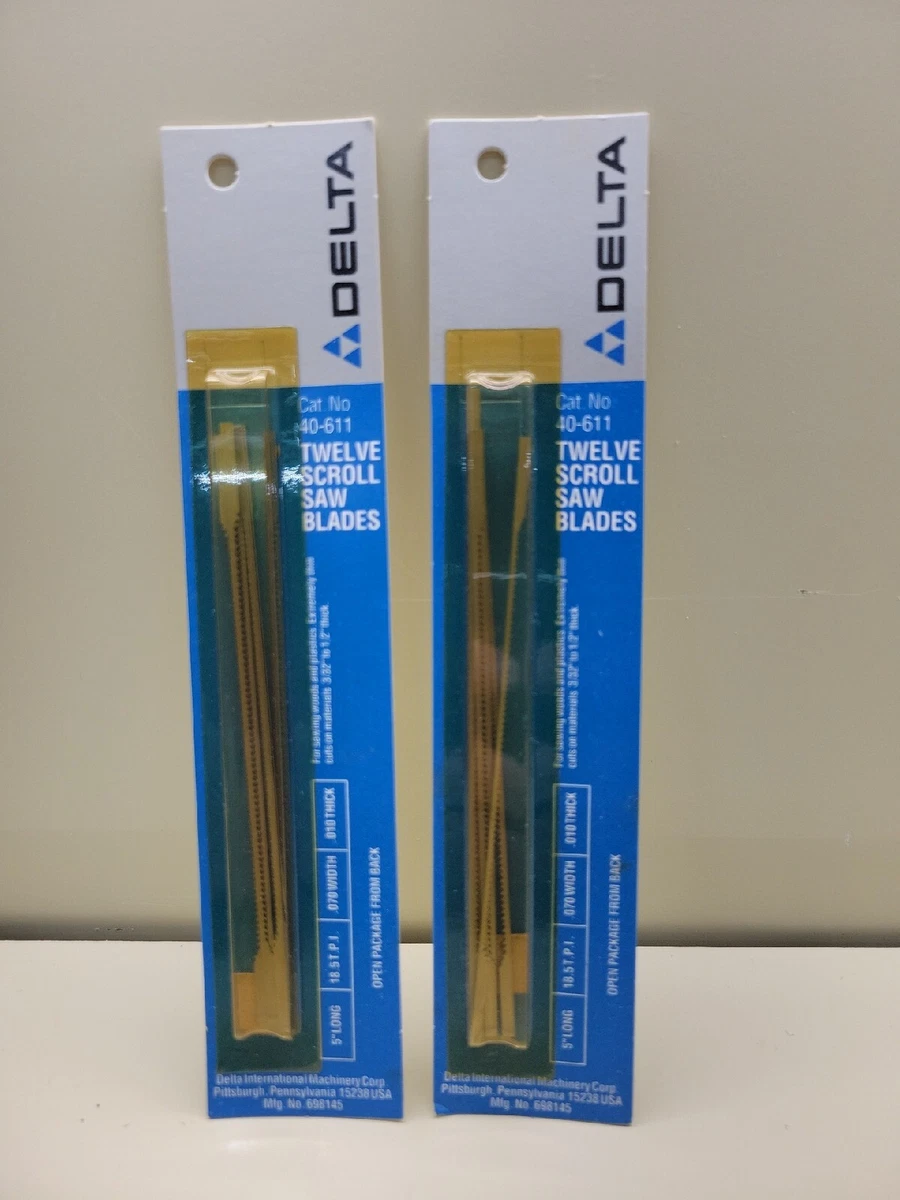 DELTA
Cat. No
40-611
TWELVE
SCROLL
SAW
BLADES
For sawing woods and plastics. Extremely thin
cuts on materials 3/32" to 1/2" thick
5" LONG 18.5 T.P.I. .070 WIDTH .010 THICK
OPEN PACKAGE FROM BACK
Delta International Machinery Corp.
Pittsburgh, Pennsylvania 15238 USA
Mfg. No. 698145
DELTA
Cat. No
40-611
TWELVE
SCROLL
SAW
BLADES
For sawing woods and plastics. Extremely thin
cuts on materials 3/32" to 1/2" thick
5" LONG 18.5 T.P.I. .070 WIDTH .010 THICK
OPEN PACKAGE FROM BACK
Delta International Machinery Corp.
Pittsburgh, Pennsylvania 15238 USA
Mfg. No. 698145